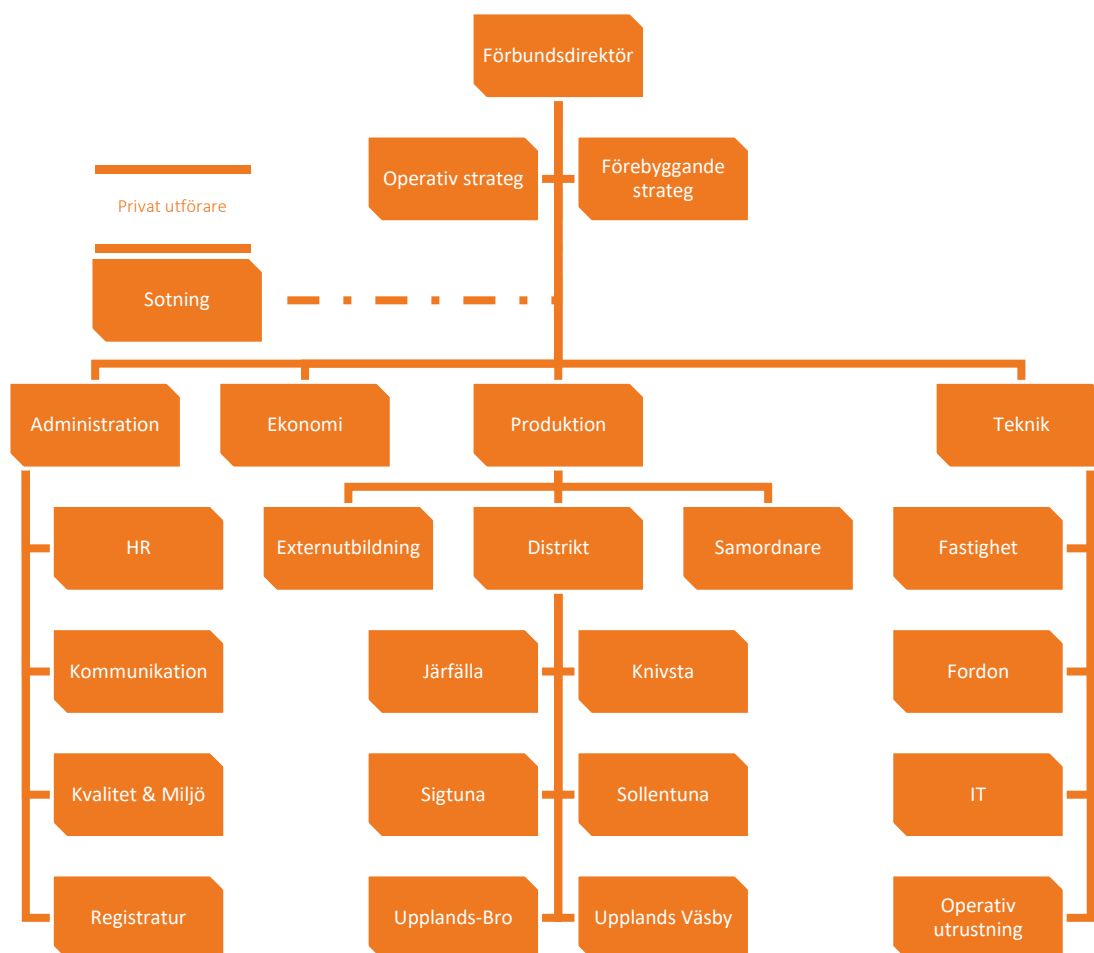 Förbundsdirektör
Operativ strateg
Förebyggande
strateg
Privat utförare
Sotning
Administration
Ekonomi
Produktion
Teknik
HR
Externutbildning
Distrikt
Samordnare
Fastighet
Kommunikation
Järfälla
Knivsta
Fordon
Kvalitet & Miljö
Sigtuna
Sollentuna
IT
Registratur
Upplands-Bro
Upplands Väsby
Operativ
utrustning